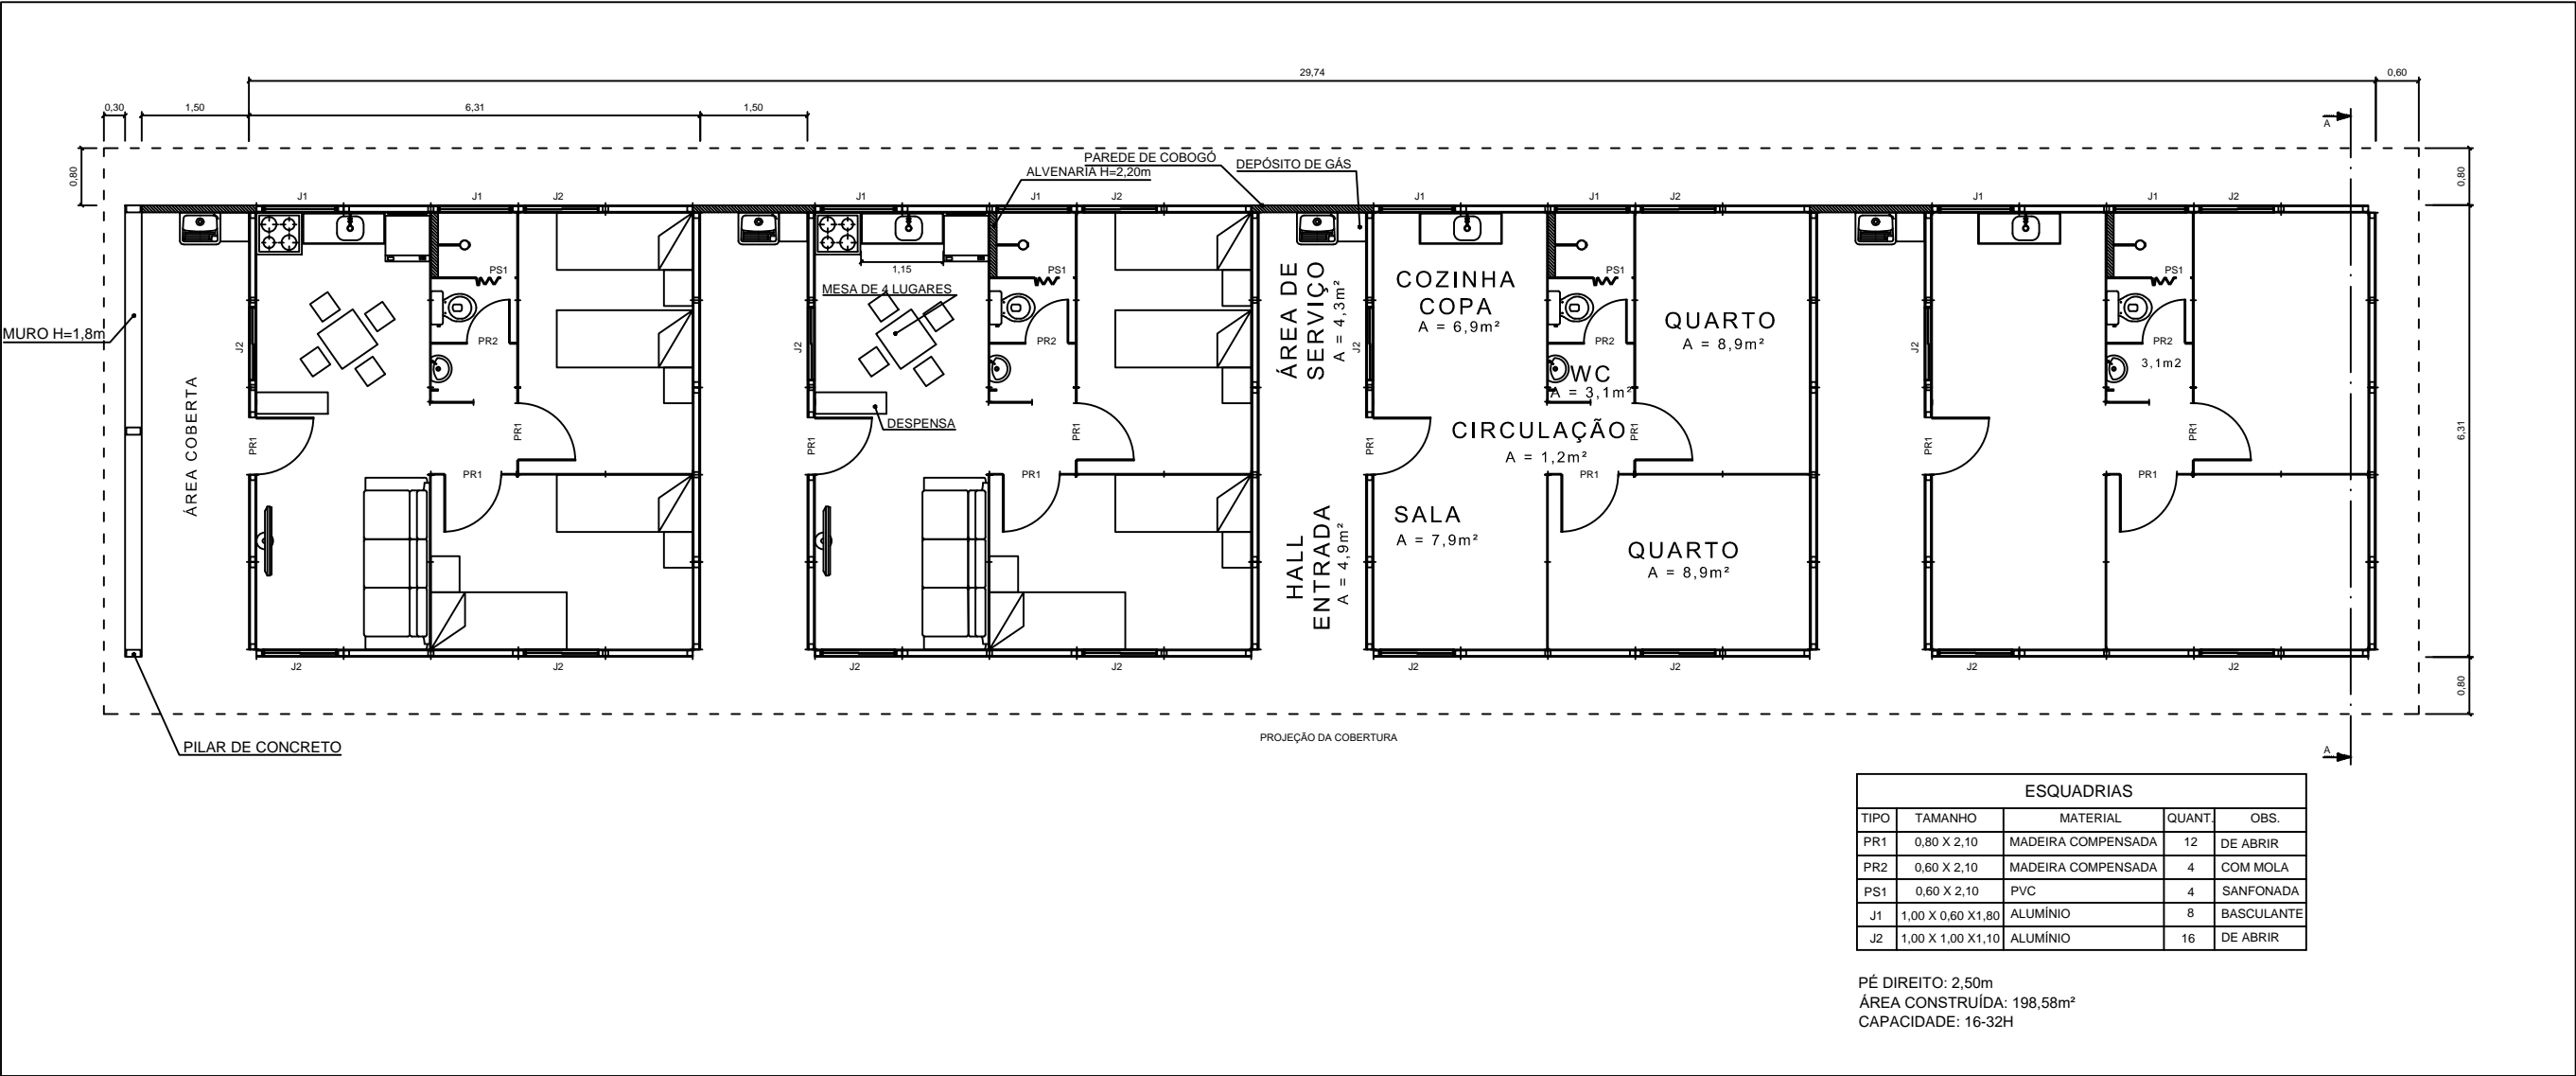 29,74
0,60
0,30
1,50
6,31
1,50
A
0,80
PAREDE DE COBOGÓ
DEPÓSITO DE GÁS
ALVENARIA H=2,20m
0,80
J1
J1
J2
J1
J1
J2
J1
J1
J2
J1
J1
J2
PS1
1,15
PS1
PS1
PS1
MESA DE 4 LUGARES
MURO H=1,8m
J2
PR2
J2
PR2
ÁREA DE
SERVIÇO
A = 4,3m²
J2
COZINHA
COPA
A = 6,9m²
PR2
QUARTO
A = 8,9m²
J2
PR2
3,1m2
WC
A = 3,1m²
ÁREA COBERTA
DESPENSA
PR1
PR1
PR1
PR1
PR1
PR1
CIRCULAÇÃO
A = 1,2m²
PR1
PR1
PR1
PR1
PR1
PR1
6,31
HALL
ENTRADA
A = 4,9m²
SALA
A = 7,9m²
QUARTO
A = 8,9m²
J2
J2
J2
J2
J2
J2
J2
J2
0,80
PILAR DE CONCRETO
PROJEÇÃO DA COBERTURA
A
ESQUADRIAS
TIPO TAMANHO MATERIAL QUANT. OBS.
PR1 0,80 X 2,10 MADEIRA COMPENSADA 12 DE ABRIR
PR2 0,60 X 2,10 MADEIRA COMPENSADA 4 COM MOLA
PS1 0,60 X 2,10 PVC 4 SANFONADA
J1 1,00 X 0,60 X1,80 ALUMÍNIO 8 BASCULANTE
J2 1,00 X 1,00 X1,10 ALUMÍNIO 16 DE ABRIR
PÉ DIREITO: 2,50m
ÁREA CONSTRUÍDA: 198,58m²
CAPACIDADE: 16-32H